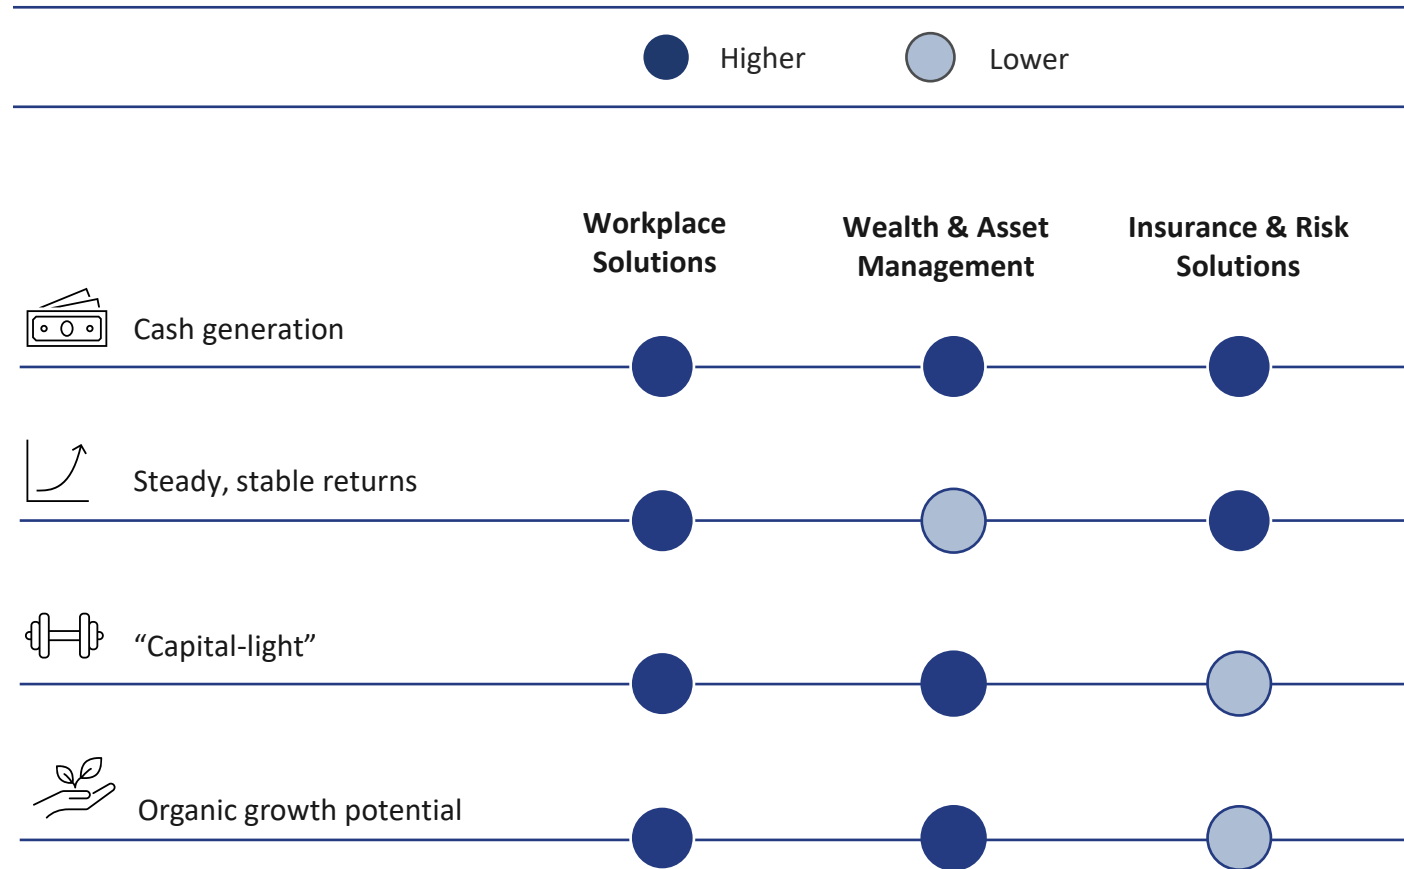 Higher Lower
Workplace Solutions
Wealth & Asset Management
Insurance & Risk Solutions
Cash generation
Steady, stable returns
“Capital-light”
Organic growth potential